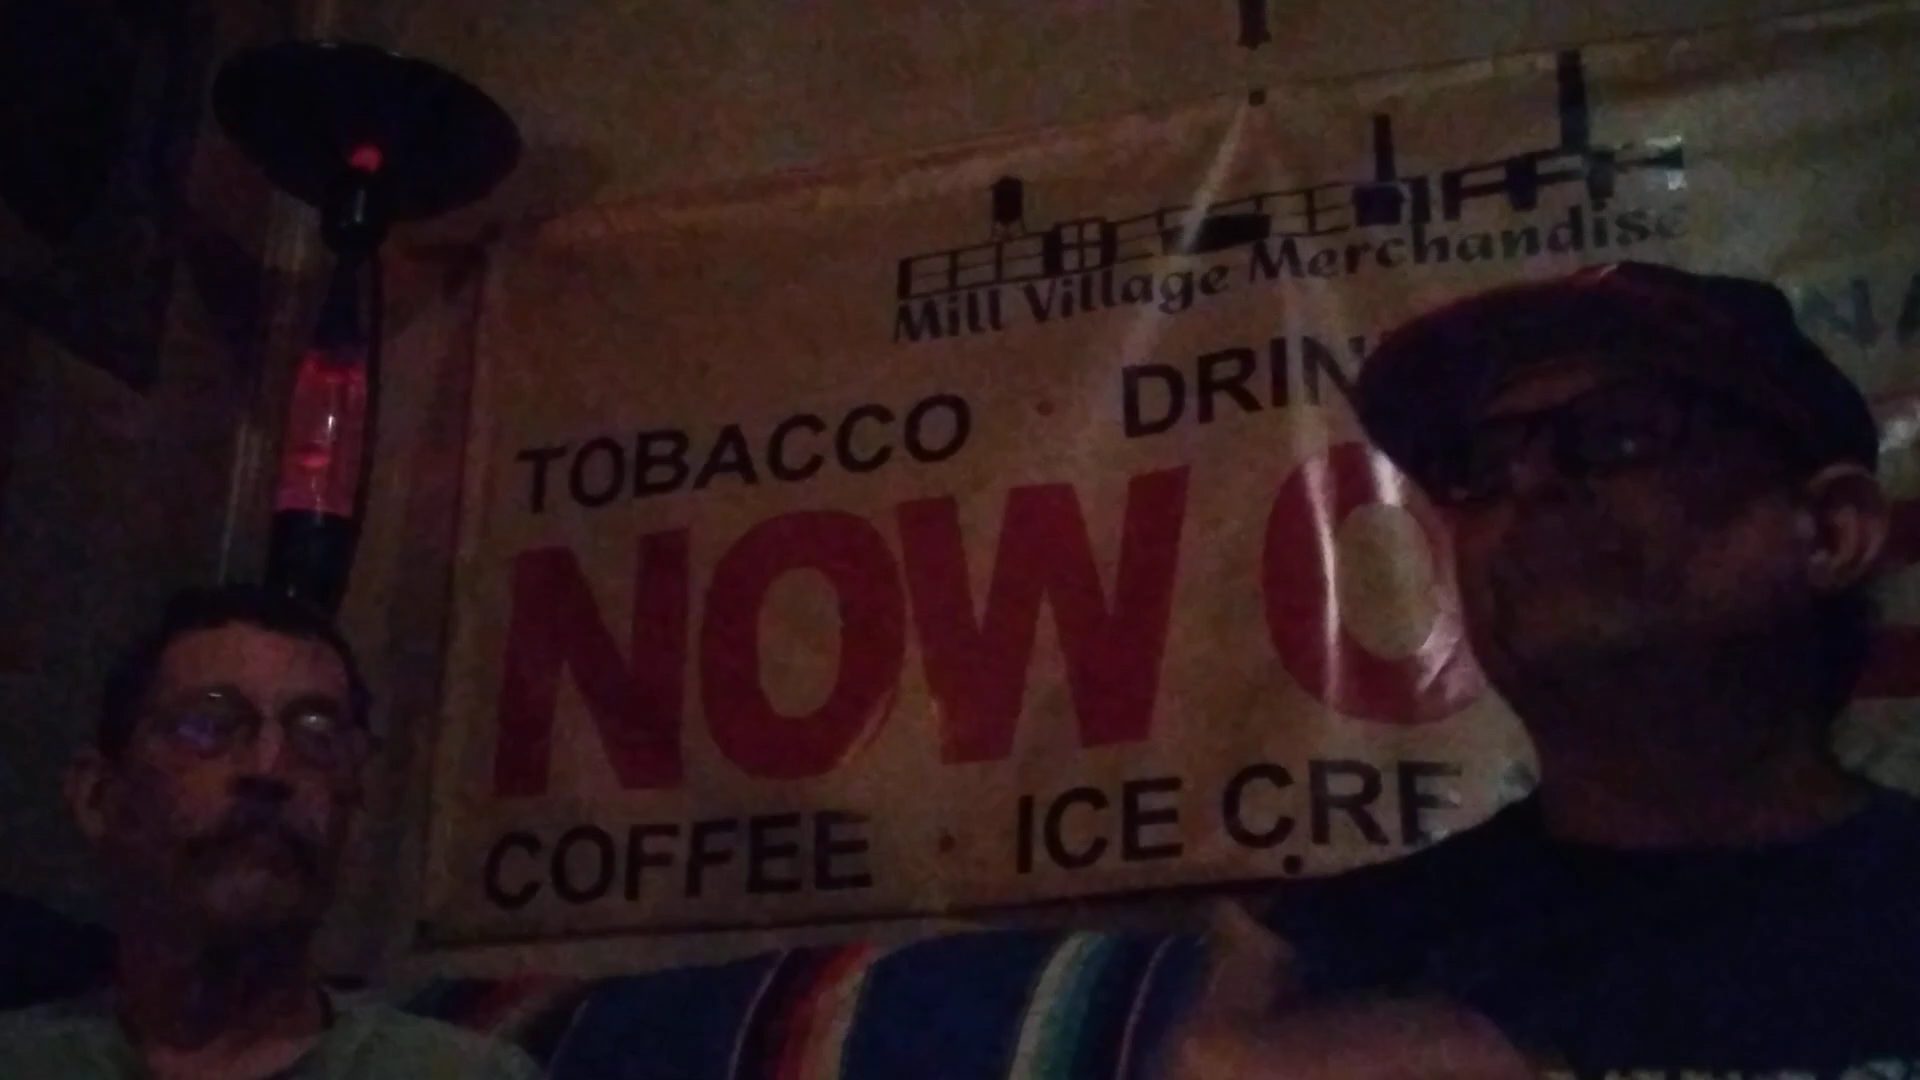 Mill Village Merchandise
TOBACCO · DRIN
NOW O
COFFEE · ICE CRE